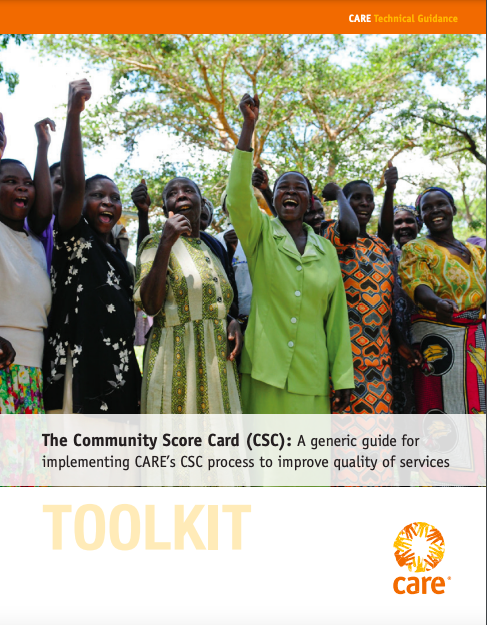 CARE Technical Guidance
The Community Score Card (CSC): A generic guide for
implementing CARE's CSC process to improve quality of services
TOOLKIT
care®